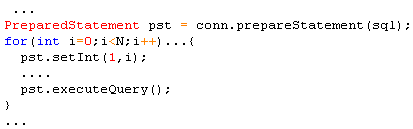 ...
PreparedStatement pst = conn.prepareStatement(sql);
for(int i=0;i<N;i++)...{
pst.setInt(1,i);
....
pst.executeQuery();
}
...